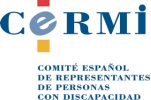 CeRMi
COMITÉ ESPAÑOL
DE REPRESENTANTES
DE PERSONAS
CON DISCAPACIDAD